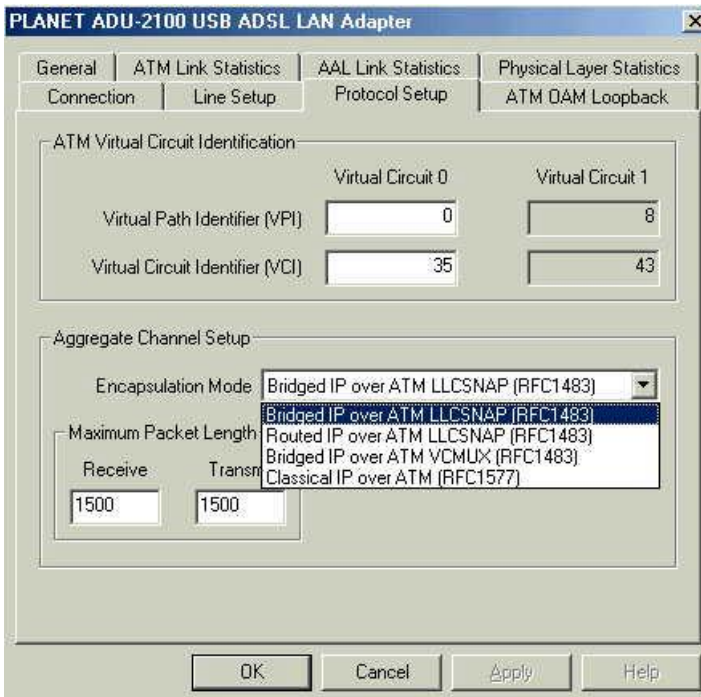 PLANET ADU-2100 USB ADSL LAN Adapter
General ATM Link Statistics AAL Link Statistics Physical Layer Statistics
Connection Line Setup Protocol Setup ATM OAM Loopback
ATM Virtual Circuit Identification
Virtual Circuit 0 Virtual Circuit 1
Virtual Path Identifier (VPI) 0 8
Virtual Circuit Identifier (VCI) 35 43
Aggregate Channel Setup
Encapsulation Mode Bridged IP over ATM LLCSNAP (RFC1483)
Bridged IP over ATM LLCSNAP (RFC1483)
Maximum Packet Length Routed IP over ATM LLCSNAP (RFC1483)
Bridged IP over ATM VCMUX (RFC1483)
Receive Transm Classical IP over ATM (RFC1577)
1500 1500
OK Cancel Apply Help